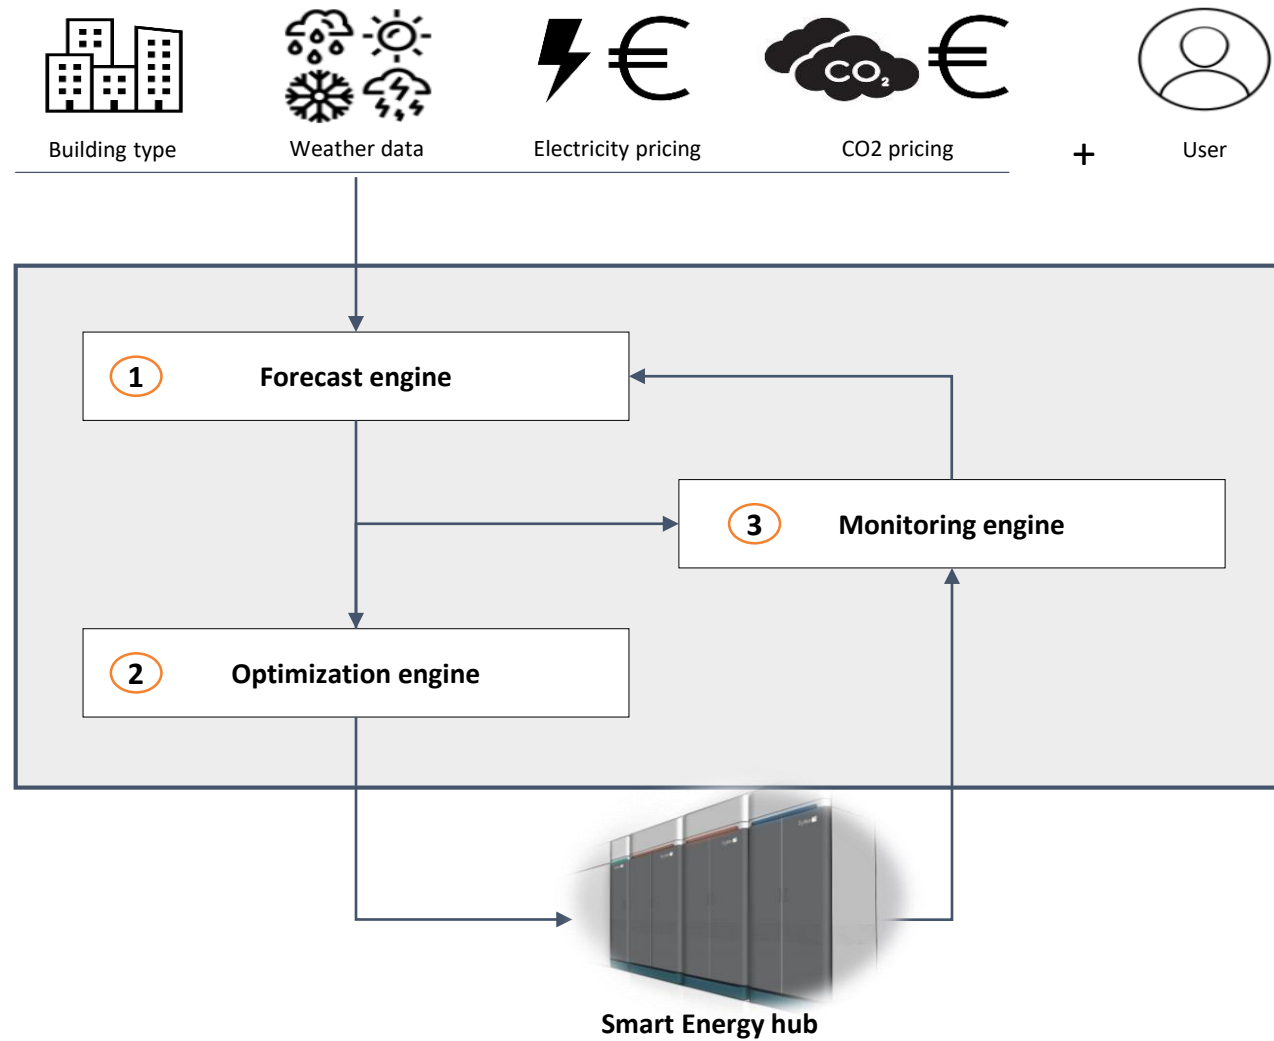 CO2
Building type
Weather data
Electricity pricing
CO2 pricing
+
User
1
Forecast engine
3
Monitoring engine
2
Optimization engine
Smart Energy hub